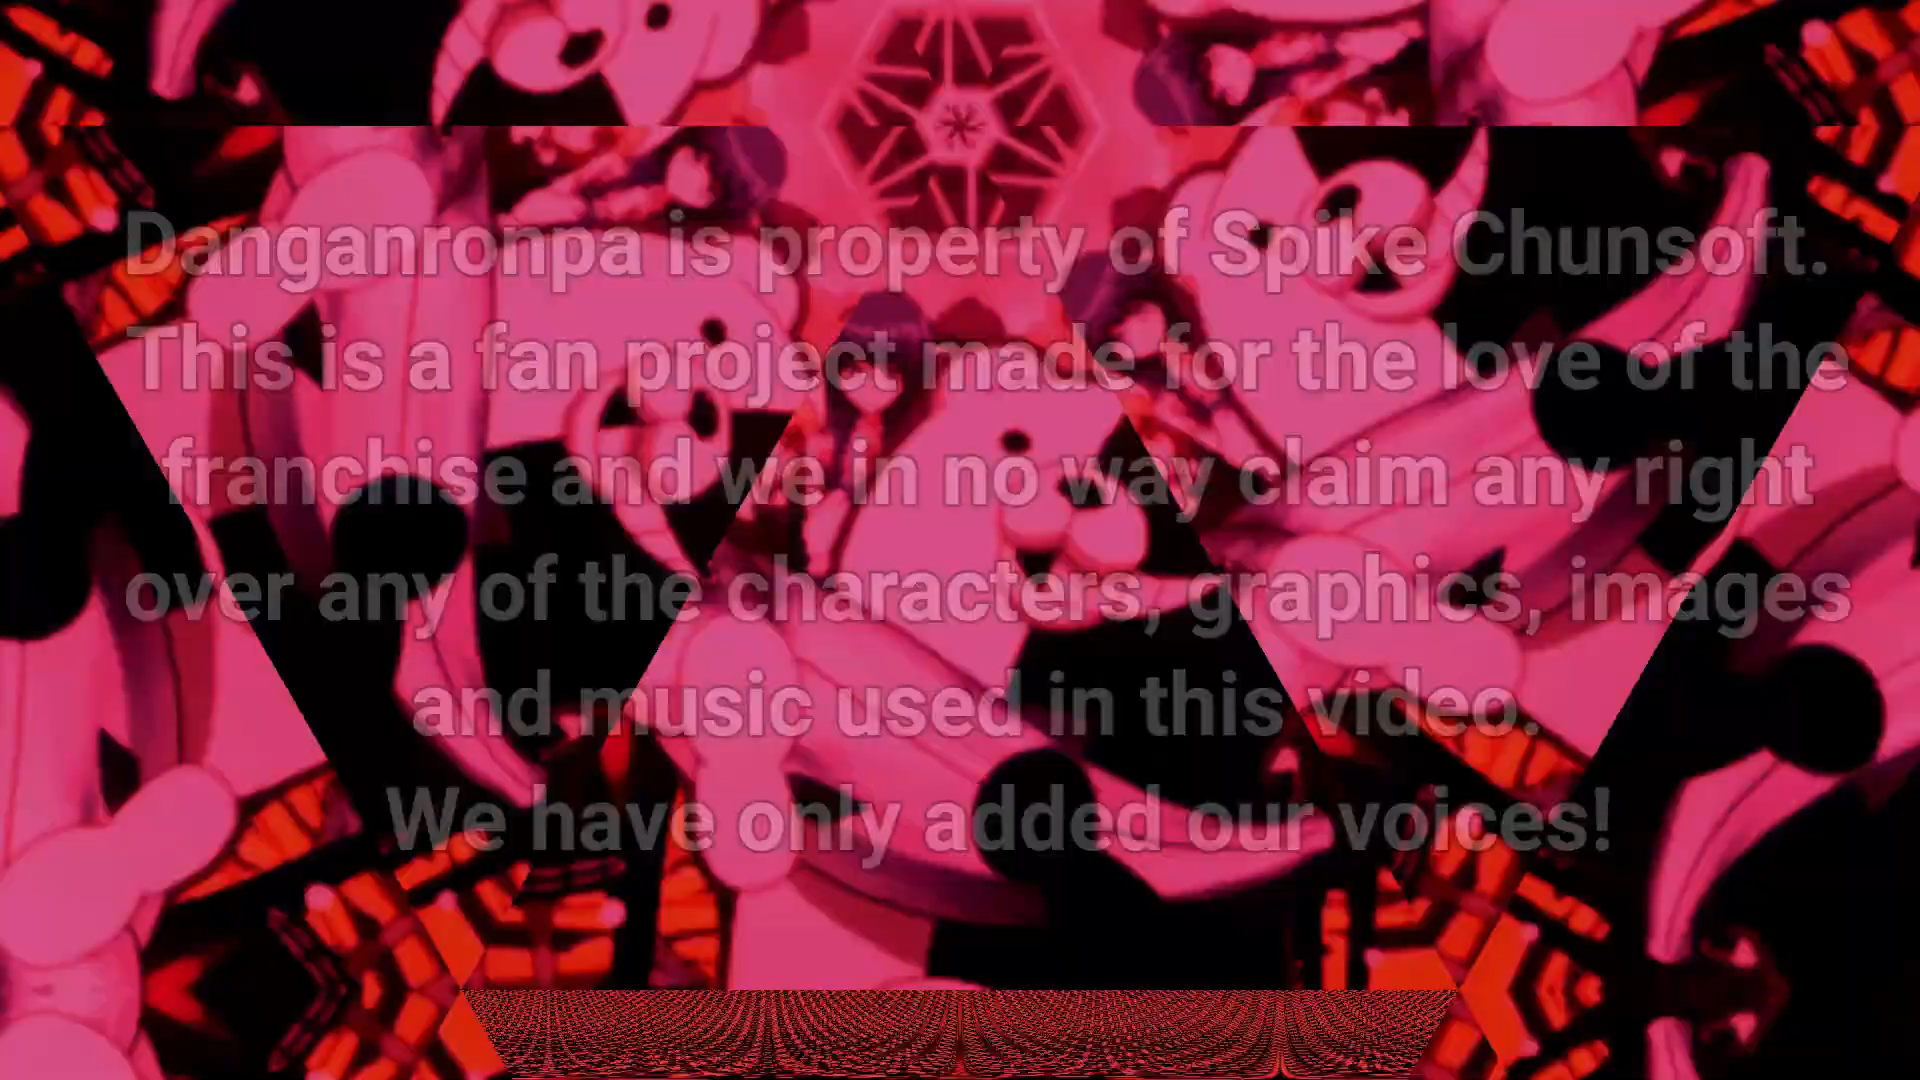 Danganronpa is property of Spike Chunsoft.
This is a fan project made for the love of the
franchise and we in no way claim any right
over any of the characters, graphics, images
and music used in this video.
We have only added our voices!